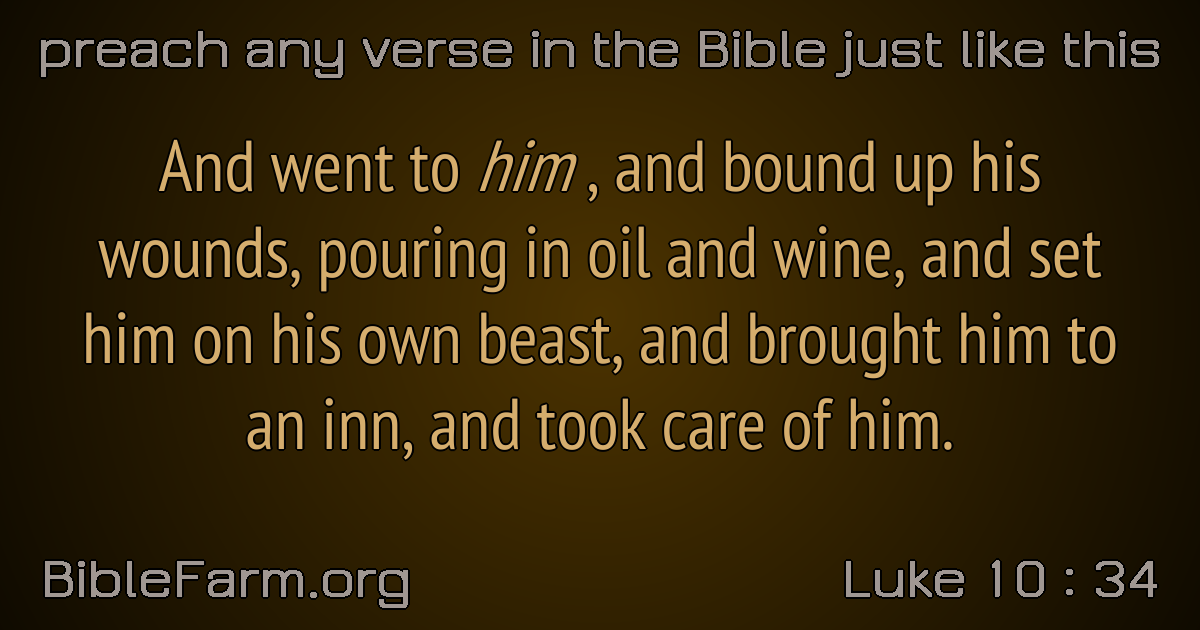 preach any verse in the Bible just like this
And went to him , and bound up his
wounds, pouring in oil and wine, and set
him on his own beast, and brought him to
an inn, and took care of him.
BibleFarm.org
Luke 10 : 34